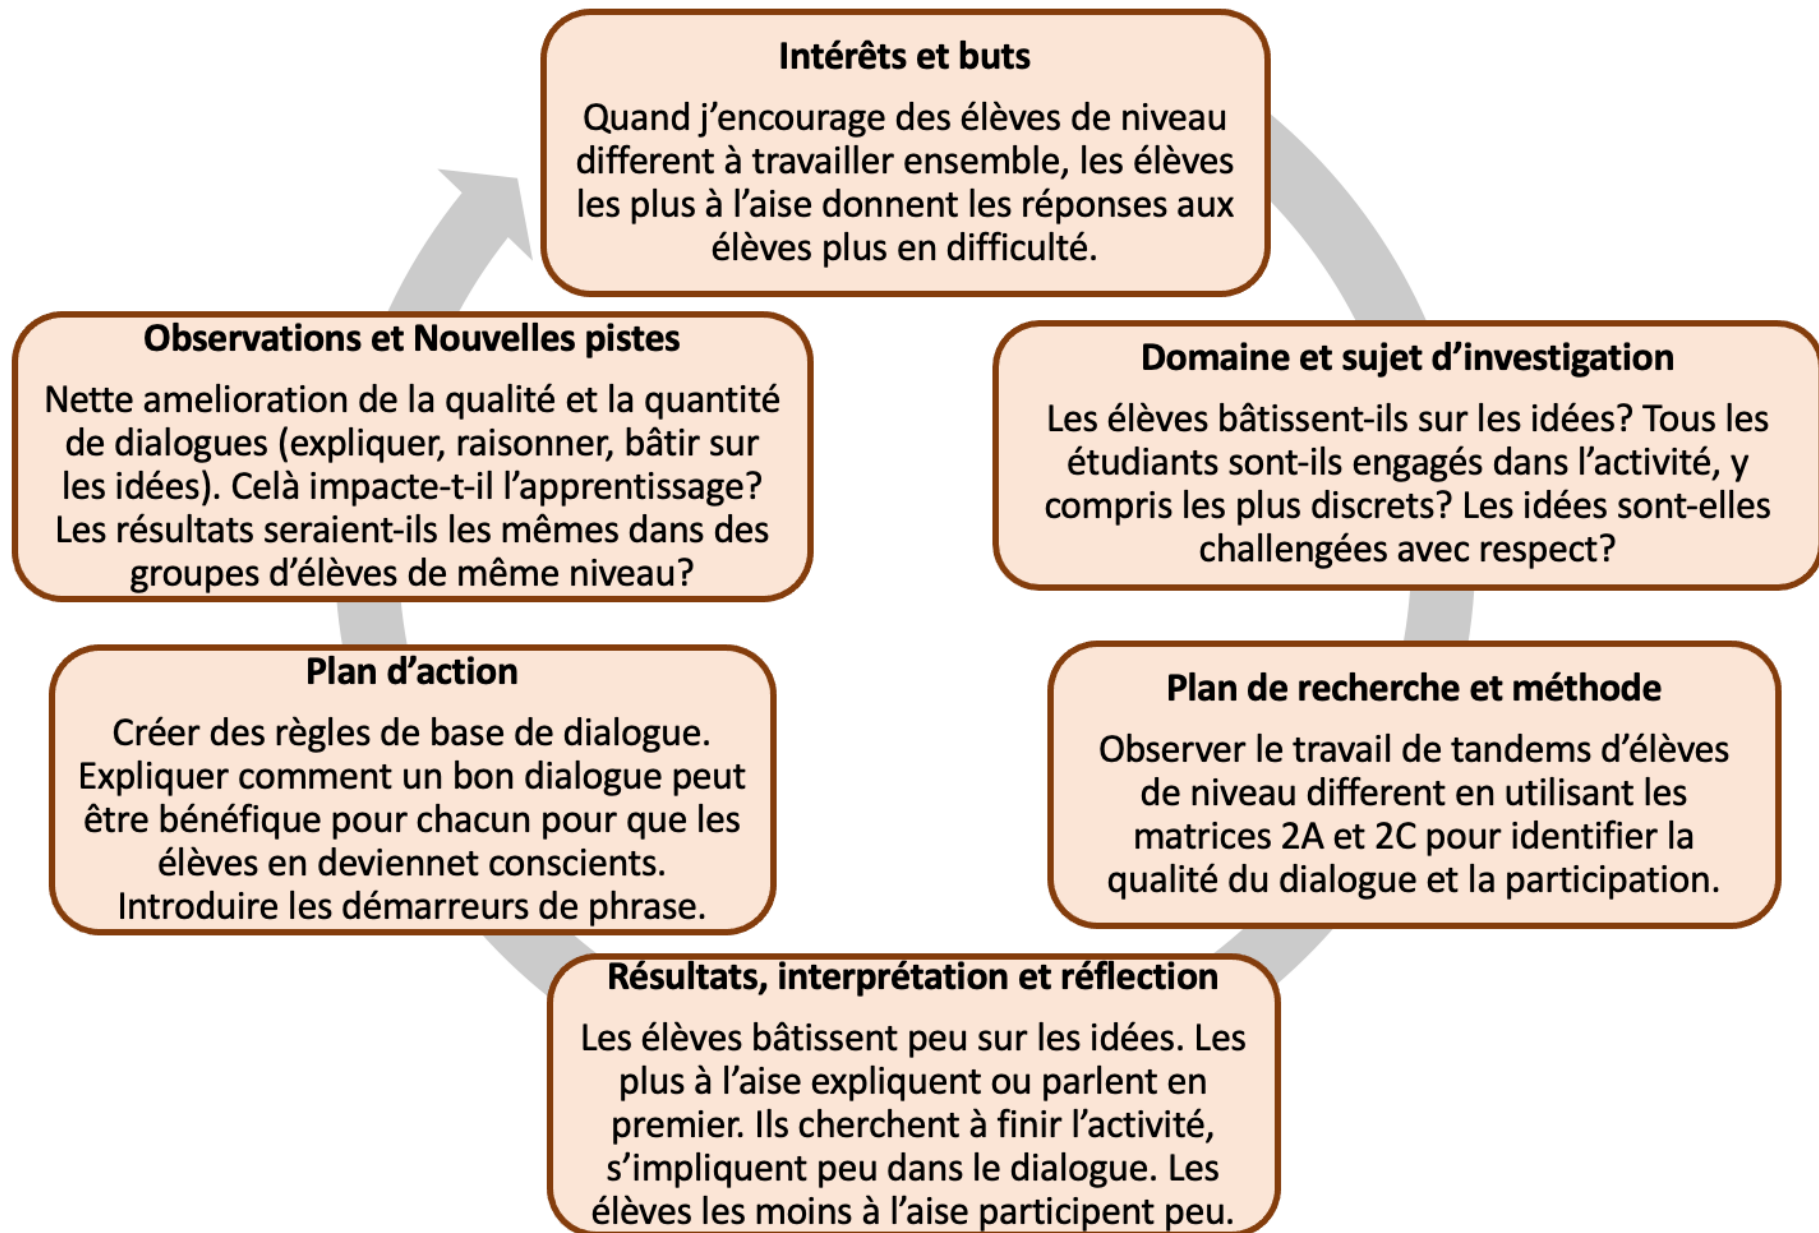 Intérêts et buts
Quand j’encourage des élèves de niveau
different à travailler ensemble, les élèves
les plus à l’aise donnent les réponses aux
élèves plus en difficulté.
Domaine et sujet d’investigation
Les élèves bâtissent-ils sur les idées? Tous les
étudiants sont-ils engagés dans l’activité, y
compris les plus discrets? Les idées sont-elles
challengées avec respect?
Plan de recherche et méthode
Observer le travail de tandems d’élèves
de niveau different en utilisant les
matrices 2A et 2C pour identifier la
qualité du dialogue et la participation.
Résultats, interprétation et réflection
Les élèves bâtissent peu sur les idées. Les
plus à l’aise expliquent ou parlent en
premier. Ils cherchent à finir l’activité,
s’impliquent peu dans le dialogue. Les
élèves les moins à l’aise participent peu.
Plan d’action
Créer des règles de base de dialogue.
Expliquer comment un bon dialogue peut
être bénéfique pour chacun pour que les
élèves en deviennet conscients.
Introduire les démarreurs de phrase.
Observations et Nouvelles pistes
Nette amelioration de la qualité et la quantité
de dialogues (expliquer, raisonner, bâtir sur
les idées). Celà impacte-t-il l’apprentissage?
Les résultats seraient-ils les mêmes dans des
groupes d’élèves de même niveau?